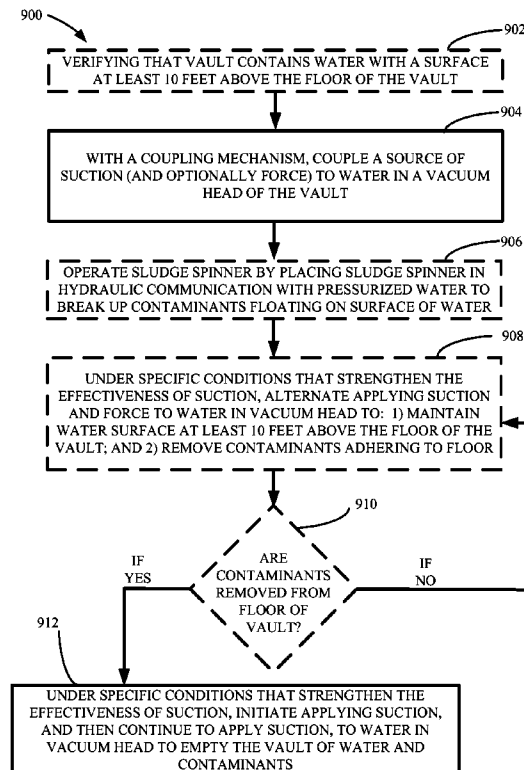 900
902
VERIFYING THAT VAULT CONTAINS WATER WITH A SURFACE
AT LEAST 10 FEET ABOVE THE FLOOR OF THE VAULT
904
WITH A COUPLING MECHANISM, COUPLE A SOURCE OF
SUCTION (AND OPTIONALLY FORCE) TO WATER IN A VACUUM
HEAD OF THE VAULT
906
OPERATE SLUDGE SPINNER BY PLACING SLUDGE SPINNER IN
HYDRAULIC COMMUNICATION WITH PRESSURIZED WATER TO
BREAK UP CONTAMINANTS FLOATING ON SURFACE OF WATER
908
UNDER SPECIFIC CONDITIONS THAT STRENGTHEN THE
EFFECTIVENESS OF SUCTION, ALTERNATE APPLYING SUCTION
AND FORCE TO WATER IN VACUUM HEAD TO: 1) MAINTAIN
WATER SURFACE AT LEAST 10 FEET ABOVE THE FLOOR OF THE
VAULT; AND 2) REMOVE CONTAMINANTS ADHERING TO FLOOR
910
ARE
CONTAMINANTS
REMOVED FROM
FLOOR OF
VAULT?
IF
YES
IF
NO
912
UNDER SPECIFIC CONDITIONS THAT STRENGTHEN THE
EFFECTIVENESS OF SUCTION, INITIATE APPLYING SUCTION,
AND THEN CONTINUE TO APPLY SUCTION, TO WATER IN
VACUUM HEAD TO EMPTY THE VAULT OF WATER AND
CONTAMINANTS